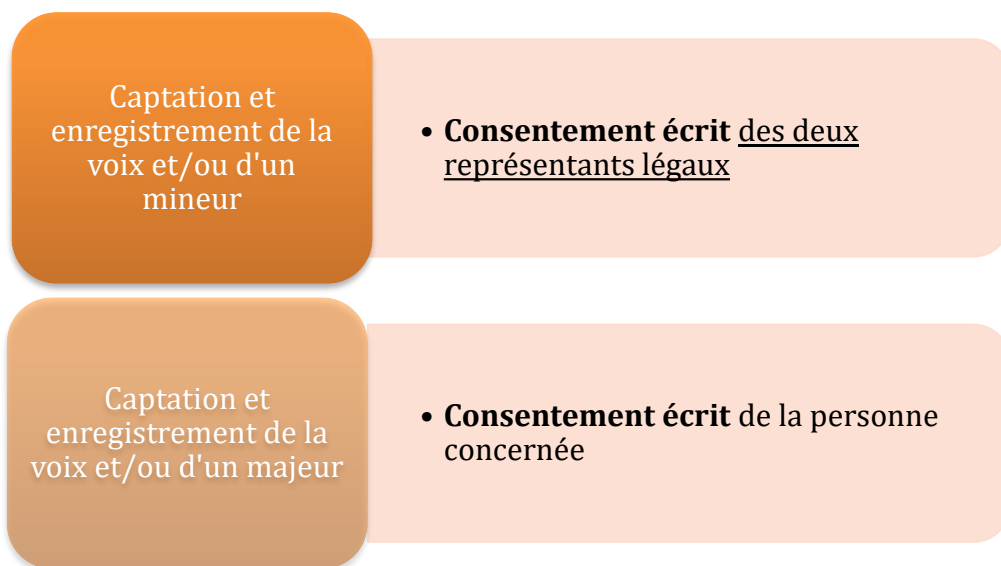 Captation et
enregistrement de la
voix et/ou d'un
mineur
• Consentement écrit des deux
représentants légaux
Captation et
enregistrement de la
voix et/ou d'un majeur
• Consentement écrit de la personne
concernée